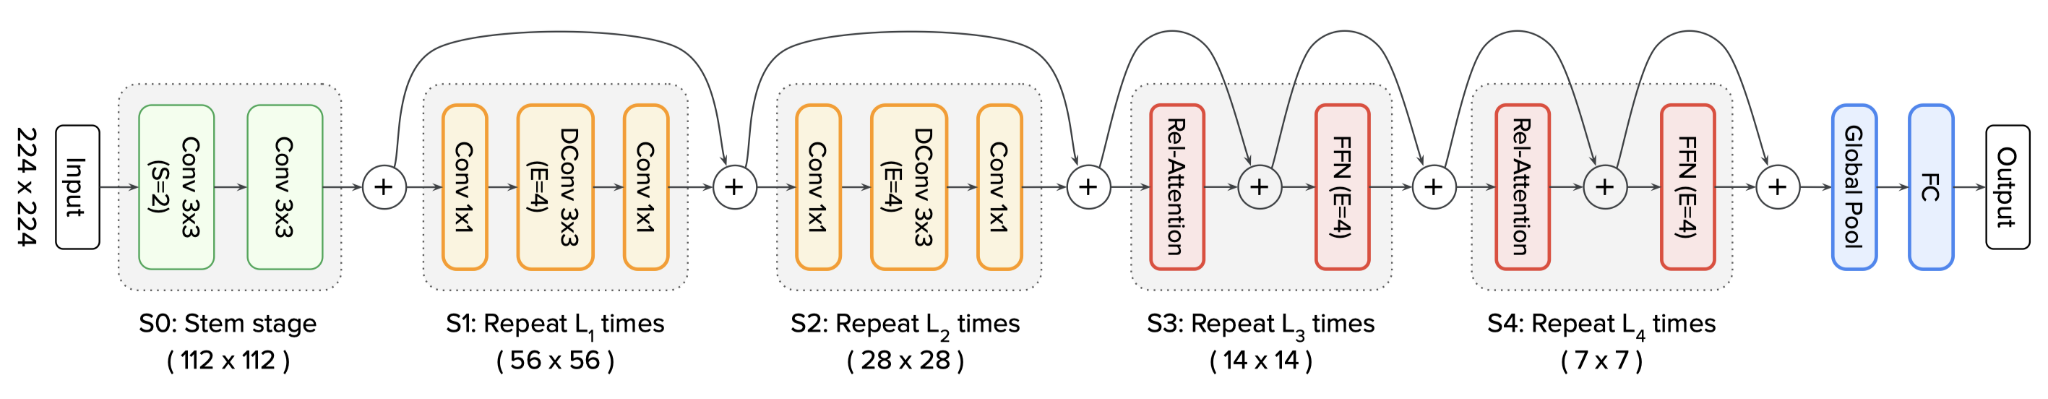 224 x 224
Input
Conv 3x3
(S=2)
Conv 3x3
+
Conv 1x1
DConv 3x3
(E=4)
Conv 1x1
+
Conv 1x1
DConv 3x3
(E=4)
Conv 1x1
+
Rel-Attention
+
FFN (E=4)
+
Rel-Attention
+
FFN (E=4)
+
Global Pool
FC
Output
S0: Stem stage
( 112 x 112 )
S1: Repeat L1 times
( 56 x 56 )
S2: Repeat L2 times
( 28 x 28 )
S3: Repeat L3 times
( 14 x 14 )
S4: Repeat L4 times
( 7 x 7 )